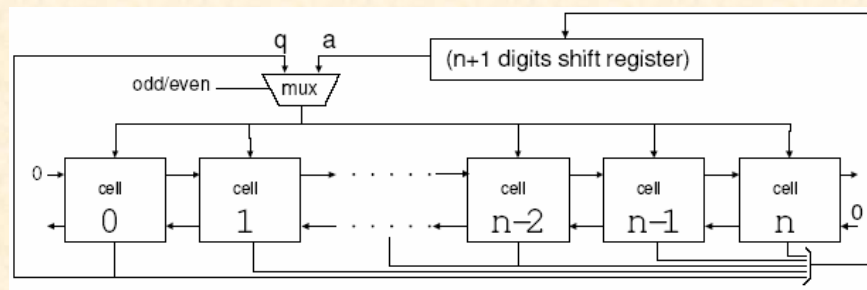 q a
(n+1 digits shift register)
odd/even
mux
0
cell cell . . . . . cell cell cell
0 1 . . . . . n-2 n-1 n
0